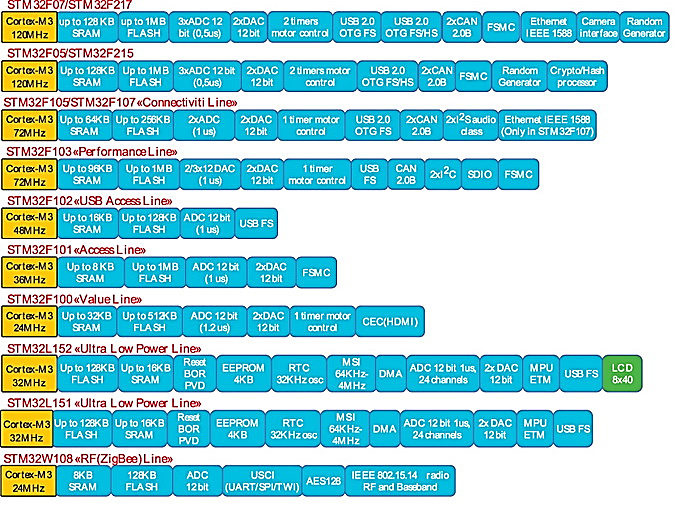 STM32F07/STM32F217
Cortex-M3 up to 128KB up to 1MB 3xADC 12 2xDAC 2 timers USB 2.0 USB 2.0 2xCAN FSMC Ethernet Camera Random
120MHz SRAM FLASH bit (0,5us) 12 bit motor control OTG FS OTG FS/HS 2.0B IEEE 1588 interface Generator
STM32F05/STM32F215
Cortex-M3 Up to 128KB Up to 1MB 3xADC 12 bit 2xDAC 2 timers motor USB 2.0 2xCAN FSMC Random Crypto/Hash
120MHz SRAM FLASH (0,5us) 12 bit control OTG FS/HS 2.0B Generator processor
STM32F105/STM32F107 «Connectiviti Line»
Cortex-M3 Up to 64KB Up to 256KB 2xADC 2xDAC 1 timer motor USB 2.0 2xCAN 2xI²S audio Ethernet IEEE 1588
72MHz SRAM FLASH (1 us) 12 bit control OTG FS 2.0B class (Only in STM32F107)
STM32F103 «Performance Line»
Cortex-M3 Up to 96KB Up to 1MB 2/3x12 DAC 2xDAC 1 timer USB CAN 2xI²C SDIO FSMC
72MHz SRAM FLASH (1 us) 12 bit motor control FS 2.0B
STM32F102 «USB Access Line»
Cortex-M3 Up to 16KB Up to 128KB ADC 12 bit USB FS
48MHz SRAM FLASH (1 us)
STM32F101 «Access Line»
Cortex-M3 Up to 8 KB Up to 1MB ADC 12 bit 2xDAC FSMC
36MHz SRAM FLASH (1 us) 12 bit
STM32F100 «Value Line»
Cortex-M3 Up to 32KB Up to 512KB ADC 12 bit 2xDAC 1 timer motor CEC(HDMI)
24MHz SRAM FLASH (1.2 us) 12 bit control
STM32L152 «Ultra Low Power Line»
Cortex-M3 Up to 128KB Up to 16KB Reset EEPROM RTC MSI DMA ADC 12 bit 1us, 2x DAC MPU USB FS LCD
32MHz FLASH SRAM BOR PVD 4KB 32KHz osc 64KHz-4MHz 24 channels 12 bit ETM 8x40
STM32L151 «Ultra Low Power Line»
Cortex-M3 Up to 128KB Up to 16KB Reset EEPROM RTC MSI DMA ADC 12 bit 1us, 2x DAC MPU USB FS
32MHz FLASH SRAM BOR PVD 4KB 32KHz osc 64KHz-4MHz 24 channels 12 bit ETM
STM32W108 «RF(ZigBee) Line»
Cortex-M3 8KB 128KB ADC USCI AES128 IEEE 802.15.14 radio
24MHz SRAM FLASH 12 bit (UART/SPI/TWI) RF and Baseband